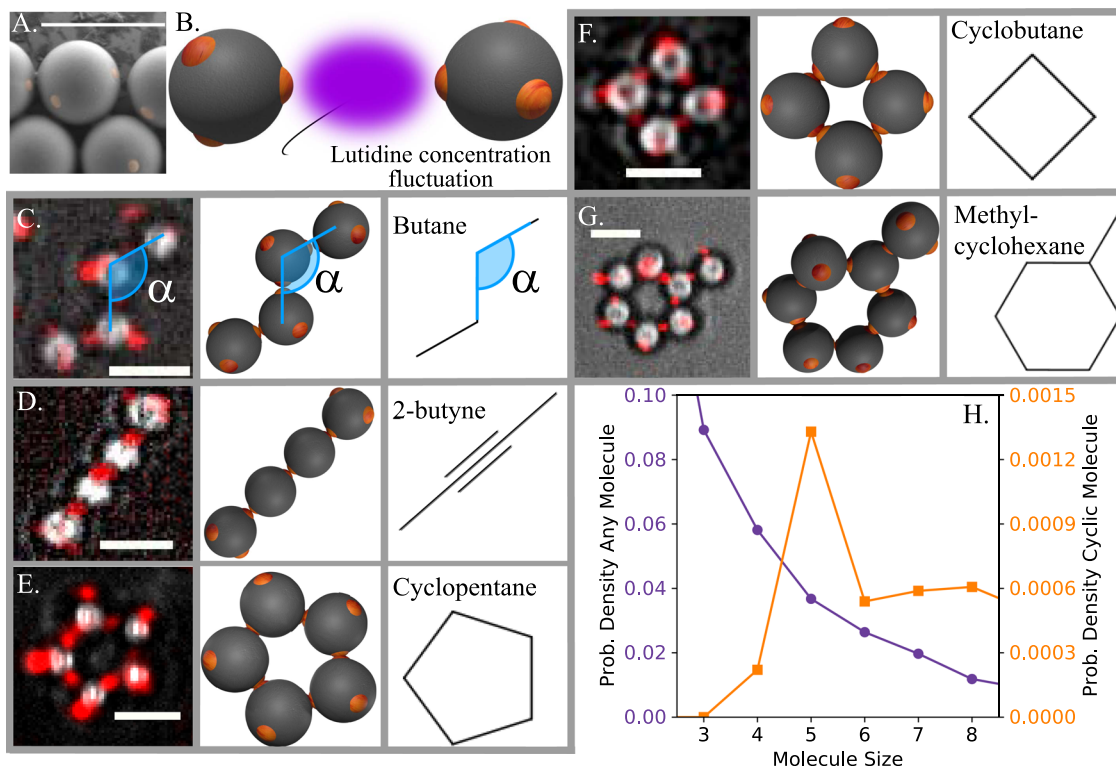 A.
B.
Lutidine concentration
fluctuation
C.
α
α
Butane
α
D.
2-butyne
E.
Cyclopentane
F.
Cyclobutane
G.
Methyl-
cyclohexane
H.
Prob. Density Any Molecule
0.10
0.08
0.06
0.04
0.02
0.00
0.0015
0.0012
0.0009
0.0006
0.0003
0.0000
Prob. Density Cyclic Molecule
3 4 5 6 7 8
Molecule Size